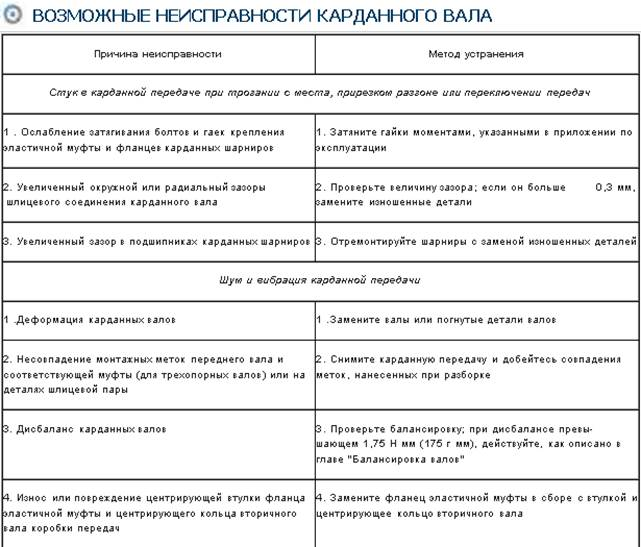 ВОЗМОЖНЫЕ НЕИСПРАВНОСТИ КАРДАННОГО ВАЛА
Причина неисправности
Метод устранения
Стук в карданной передаче при трогании с места, прирезком разгоне или переключении передач
1 . Ослабление затягивания болтов и гаек крепления
эластичной муфты и фланцев карданных шарниров
1. Затяните гайки моментами, указанными в приложении по
эксплуатации
2. Увеличенный окружной или радиальный зазоры
шлицевого соединения карданного вала
2. Проверьте величину зазора; если он больше 0,3 мм,
замените изношенные детали
3. Увеличенный зазор в подшипниках карданных шарниров
3. Отремонтируйте шарниры с заменой изношенных деталей
Шум и вибрация карданной передачи
1 .Деформация карданных валов
1 .Замените валы или погнутые детали валов
2. Несовпадение монтажных меток переднего вала и
соответствующей муфты (для трехопорных валов) или на
деталях шлицевой пары
2. Снимите карданную передачу и добейтесь совпадения
меток, нанесенных при разборке
3. Дисбаланс карданных валов
3. Проверьте балансировку; при дисбалансе превы-
шающем 1,75 Н мм (175 г мм), действуйте, как описано в
главе "Балансировка валов"
4. Износ или повреждение центрирующей втулки фланца
эластичной муфты и центрирующего кольца вторичного
вала коробки передач
4. Замените фланец эластичной муфты в сборе с втулкой и
центрирующее кольцо вторичного вала